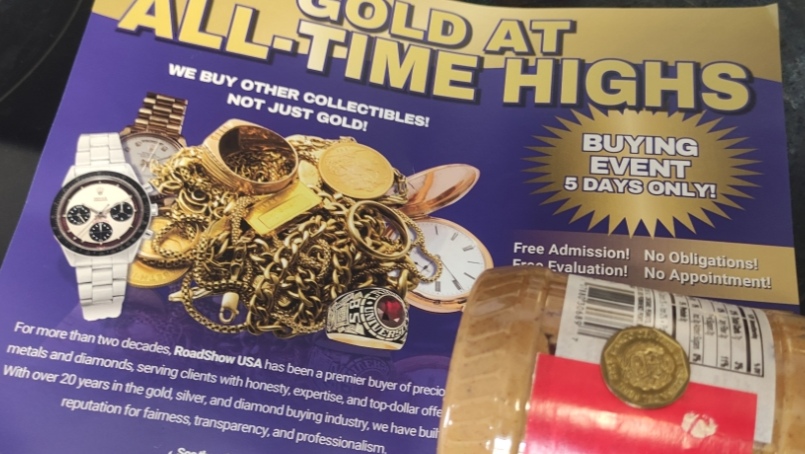 GOLD AT
ALL-TIME HIGHS
WE BUY OTHER COLLECTIBLES!
NOT JUST GOLD!
BUYING
EVENT
5 DAYS ONLY!
Free Admission! No Obligations!
Free Evaluation! No Appointment!
For more than two decades, RoadShow USA has been a premier buyer of
metals and diamonds, serving clients with honesty, expertise, and top-dollar
With over 20 years in the gold, silver, and diamond buying industry, we have
reputation for fairness, transparency, and professionalism.